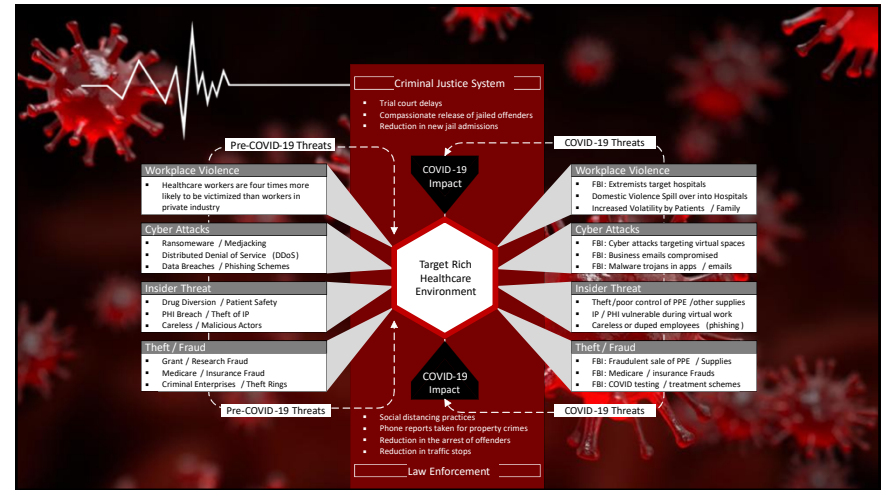 Criminal Justice System
▪ Trial court delays
▪ Compassionate release of jailed offenders
▪ Reduction in new jail admissions
Pre-COVID-19 Threats
COVID-19 Threats
Workplace Violence
▪ Healthcare workers are four times more
likely to be victimized than workers in
private industry
Cyber Attacks
▪ Ransomeware / Medjacking
▪ Distributed Denial of Service (DDoS)
▪ Data Breaches / Phishing Schemes
Insider Threat
▪ Drug Diversion / Patient Safety
▪ PHI Breach / Theft of IP
▪ Careless / Malicious Actors
Theft / Fraud
▪ Grant / Research Fraud
▪ Medicare / Insurance Fraud
▪ Criminal Enterprises / Theft Rings
Pre-COVID-19 Threats
COVID-19
Impact
Target Rich
Healthcare
Environment
COVID-19
Impact
Workplace Violence
▪ FBI: Extremists target hospitals
▪ Domestic Violence Spill over into Hospitals
▪ Increased Volatility by Patients / Family
Cyber Attacks
▪ FBI: Cyber attacks targeting virtual spaces
▪ FBI: Business emails compromised
▪ FBI: Malware trojans in apps / emails
Insider Threat
▪ Theft/poor control of PPE /other supplies
▪ IP / PHI vulnerable during virtual work
▪ Careless or duped employees (phishing )
Theft / Fraud
▪ FBI: Fraudulent sale of PPE / Supplies
▪ FBI: Medicare / insurance Frauds
▪ FBI: COVID testing / treatment schemes
COVID-19 Threats
▪ Social distancing practices
▪ Phone reports taken for property crimes
▪ Reduction in the arrest of offenders
▪ Reduction in traffic stops
Law Enforcement